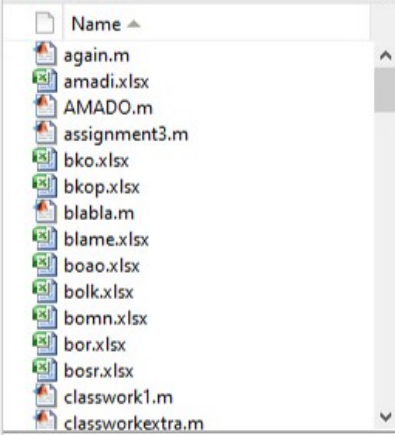 Name
again.m
amadi.xlsx
AMADO.m
assignment3.m
bko.xlsx
bkop.xlsx
blabla.m
blame.xlsx
boao.xlsx
bolk.xlsx
bomn.xlsx
bor.xlsx
bosr.xlsx
classwork1.m
classworkextra.m